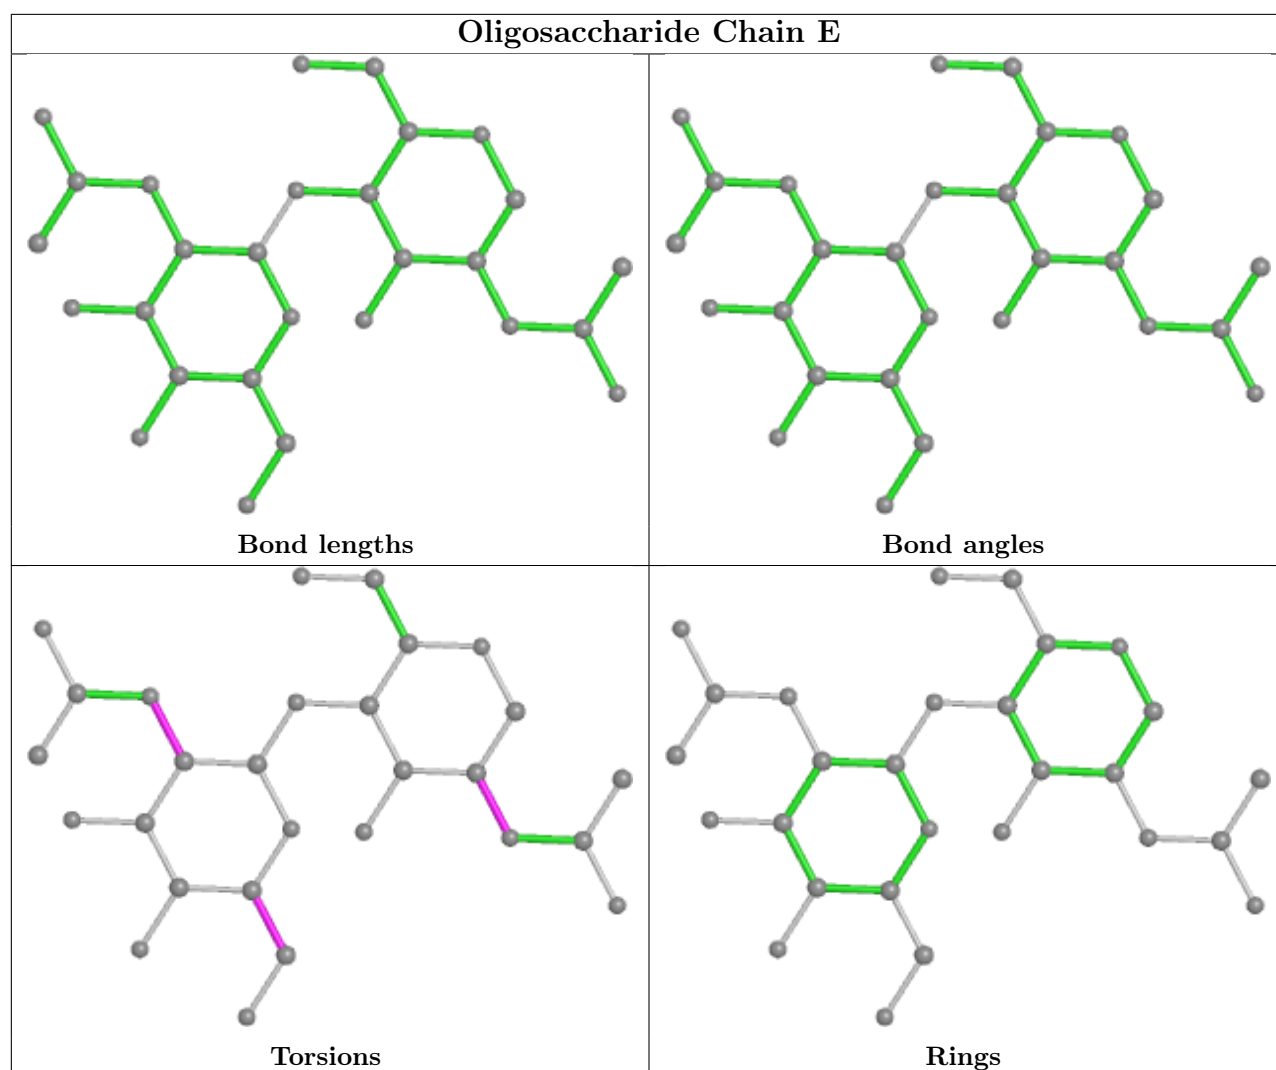 Oligosaccharide Chain E
Bond lengths
Bond angles
Torsions
Rings